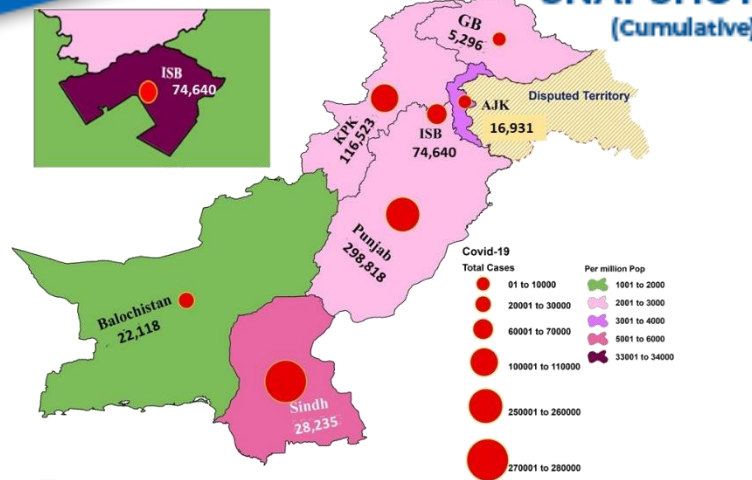 SNAPSHOT
(Cumulative)
ISB
74,640
GB
5,296
Disputed Territory
AJK
16,931
KPK
116,523
ISB
74,640
Punjab
298,818
Balochistan
22,118
Sindh
28,235
Covid-19
Total Cases
01 to 10000
20001 to 30000
60001 to 70000
100001 to 110000
250001 to 260000
270001 to 280000
Per million Pop
1001 to 2000
2001 to 3000
3001 to 4000
5001 to 6000
33001 to 34000